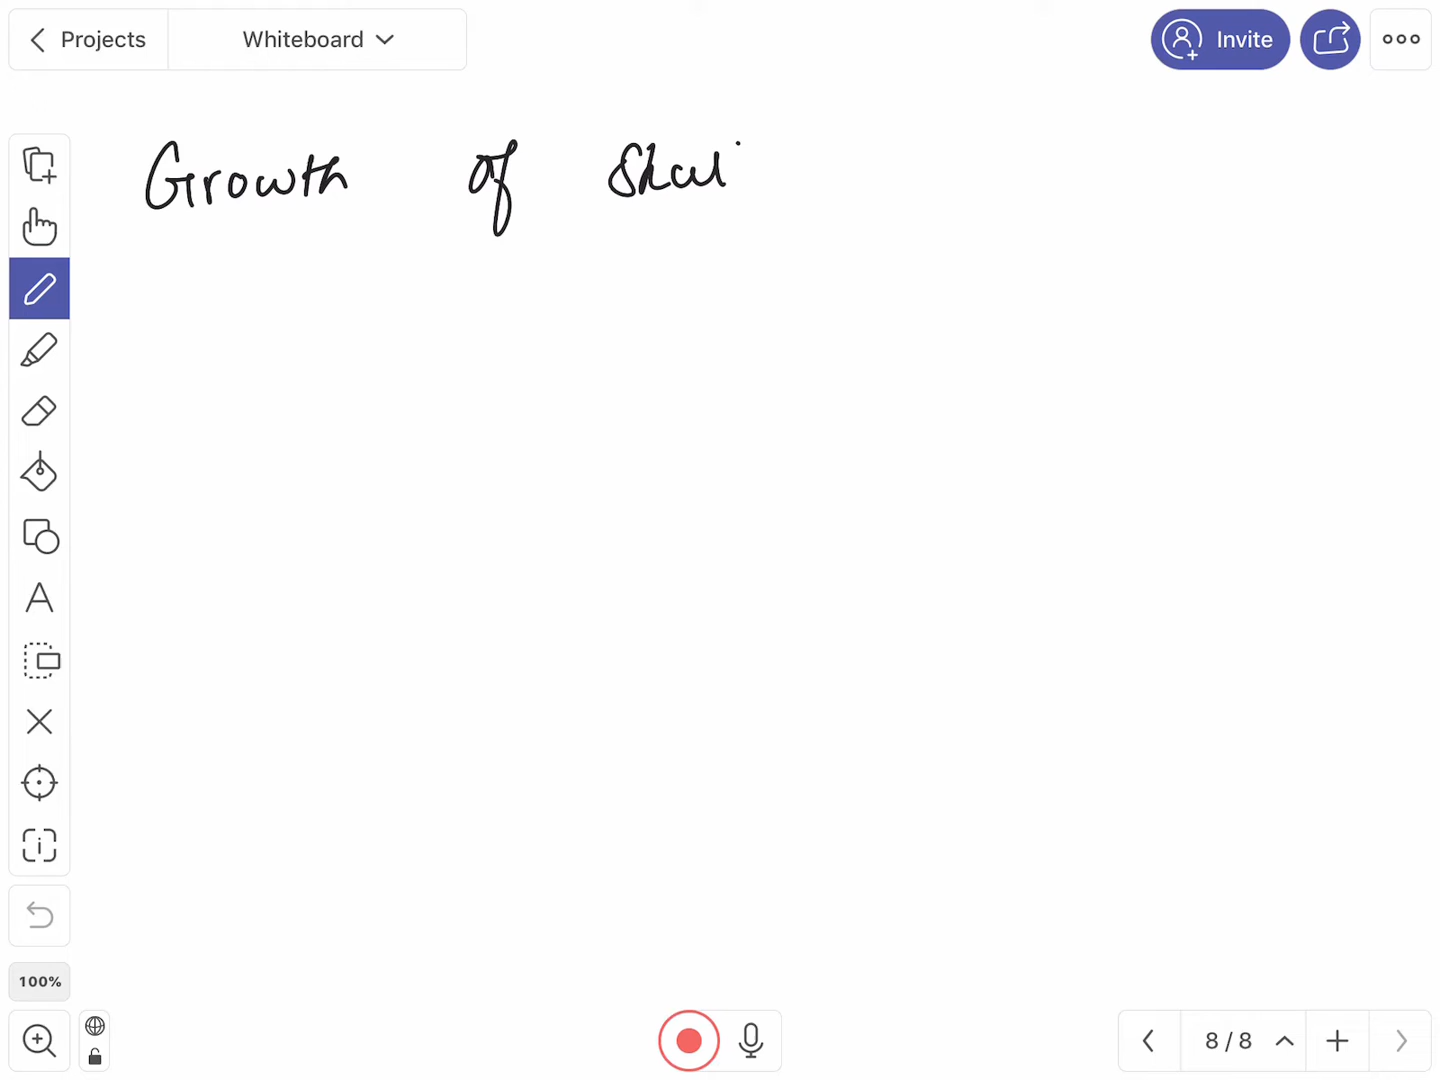 Projects
Whiteboard
Invite
Growth of
A
i
100%
8 / 8